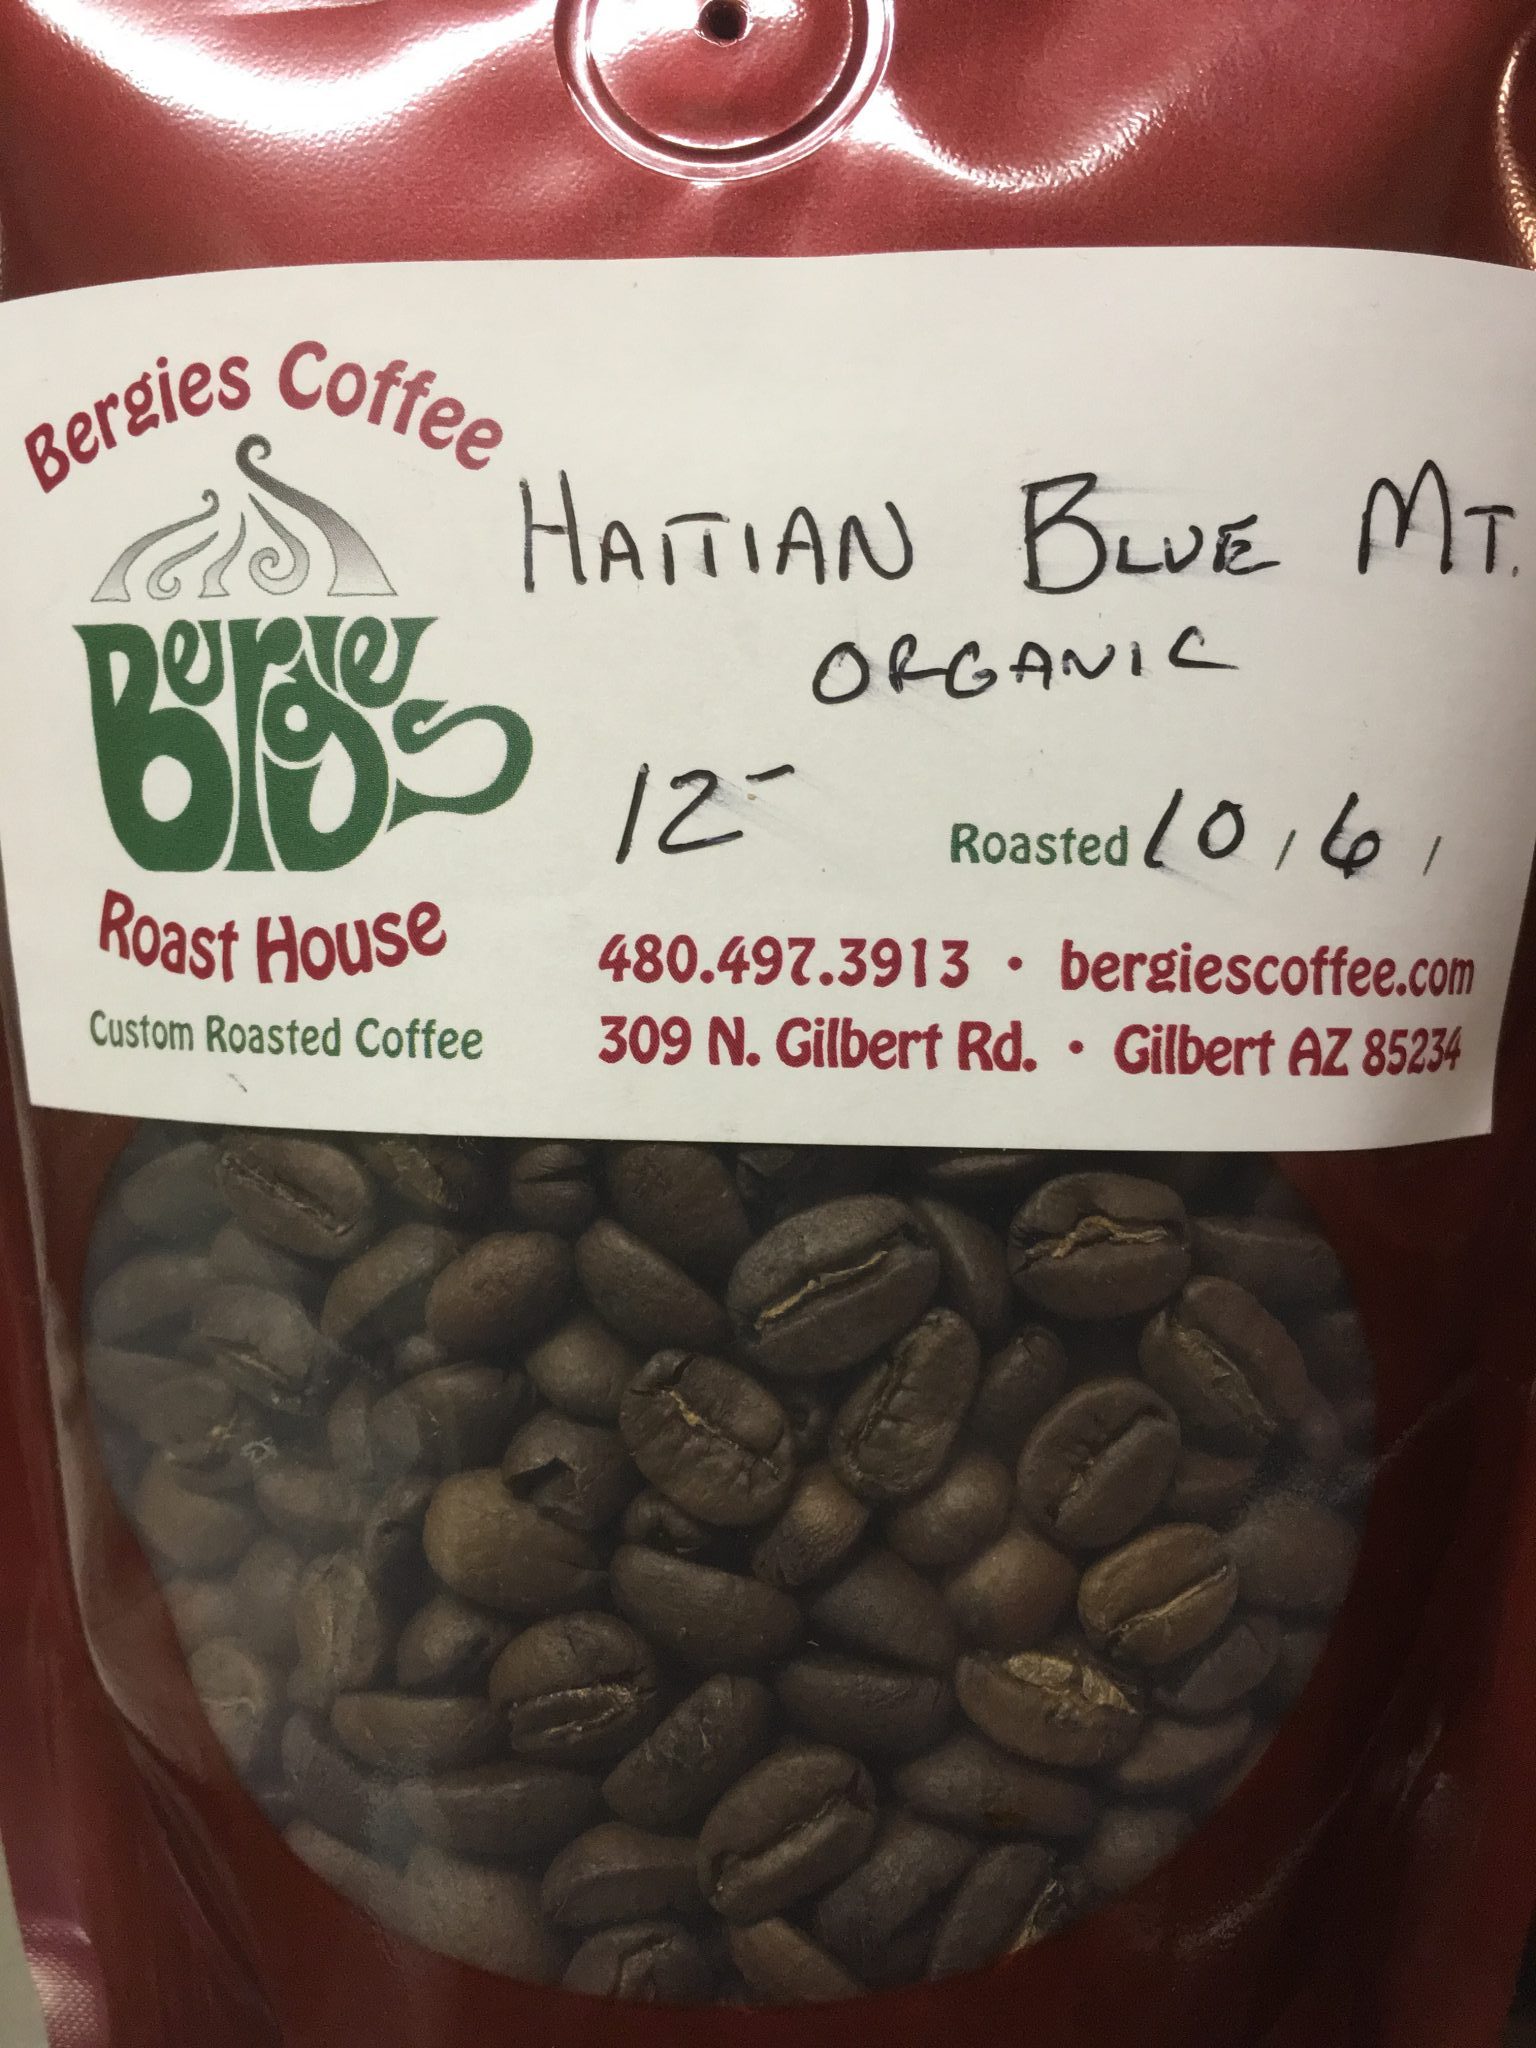 Bergies Coffee
HAITIAN BLUE MT.
ORGANIC
Bergies
12-
Roasted 10 / 6 /
Roast House
480.497.3913 • bergiescoffee.com
Custom Roasted Coffee
309 N. Gilbert Rd. • Gilbert AZ 85234